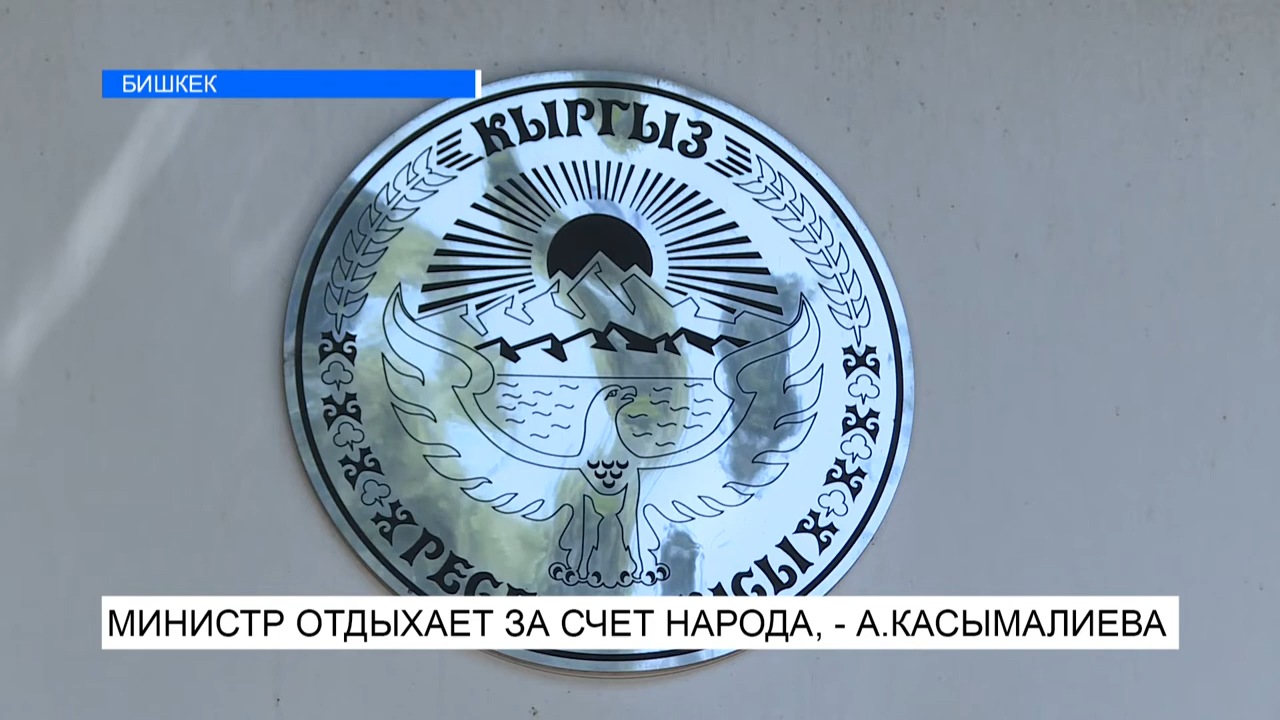 БИШКЕК
КЫРГЫЗ
МИНИСТР ОТДЫХАЕТ ЗА СЧЕТ НАРОДА, - А.КАСЫМАЛИЕВА